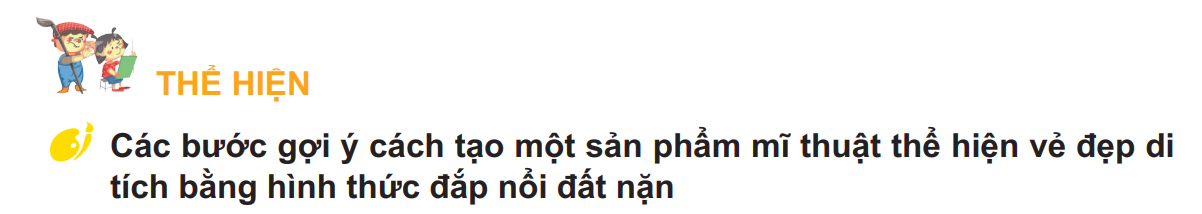 THỂ HIỆN
Các bước gợi ý cách tạo một sản phẩm mĩ thuật thể hiện vẻ đẹp di
tích bằng hình thức đắp nổi đất nặn